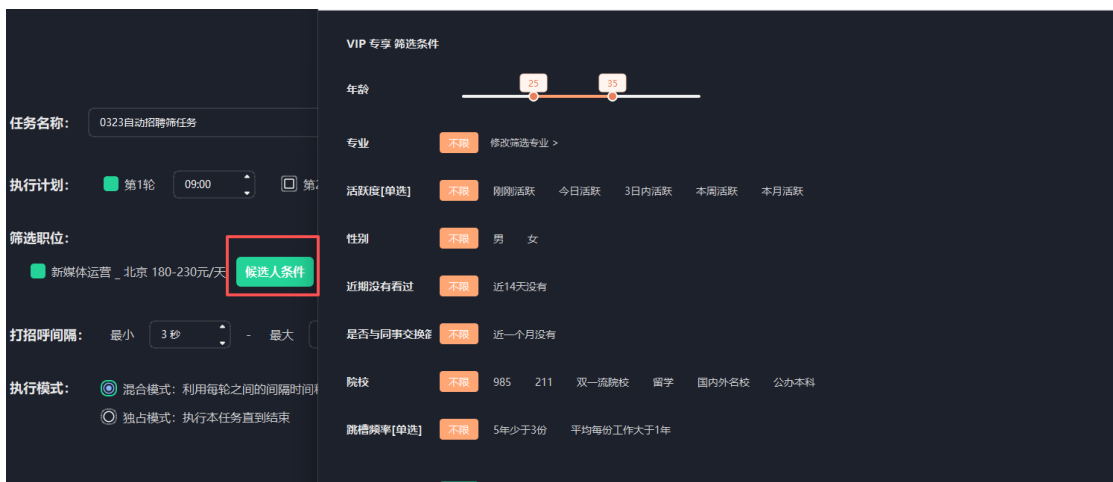 VIP 专享 筛选条件
年龄
25
35
任务名称：
0323自动招聘筛任务
专业
不限
修改筛选专业 >
执行计划：
第1轮
09:00
第2
活跃度[单选]
不限
刚刚活跃
今日活跃
3日内活跃
本周活跃
本月活跃
筛选职位：
性别
不限
男
女
新媒体运营 _ 北京 180-230元/天
候选人条件
近期没有看过
不限
近14天没有
打招呼间隔：
最小
3 秒
-
最大
是否与同事交换
不限
近一个月没有
执行模式：
混合模式：利用每轮之间的间隔时间
独占模式：执行本任务直到结束
院校
不限
985
211
双一流院校
留学
国内外名校
公办本科
跳槽频率[单选]
不限
5年少于3份
平均每份工作大于1年